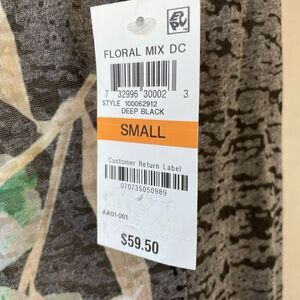 FLORAL MIX DC
7 32996 30002 3
STYLE 100062912
DEEP BLACK
SMALL
Customer Return Label
070735050989
AA01-001
$59.50